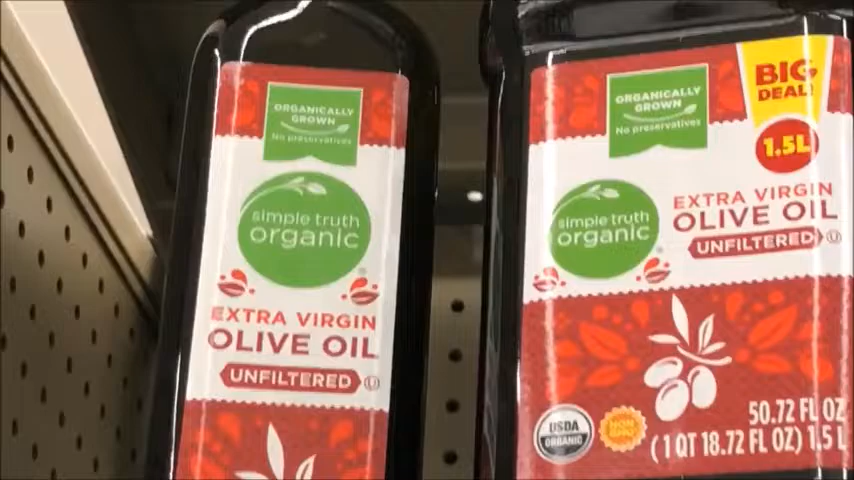 ORGANICALLY
GROWN
No preservatives
simple truth
organic
EXTRA VIRGIN
OLIVE OIL
UNFILTERED
U
ORGANICALLY
GROWN
No preservatives
BIG
DEAL!
1.5L
simple truth
organic
EXTRA VIRGIN
OLIVE OIL
UNFILTERED
U
USDA
ORGANIC
NON
GMO
50.72 FL OZ
(1 QT 18.72 FL OZ) 1.5 L